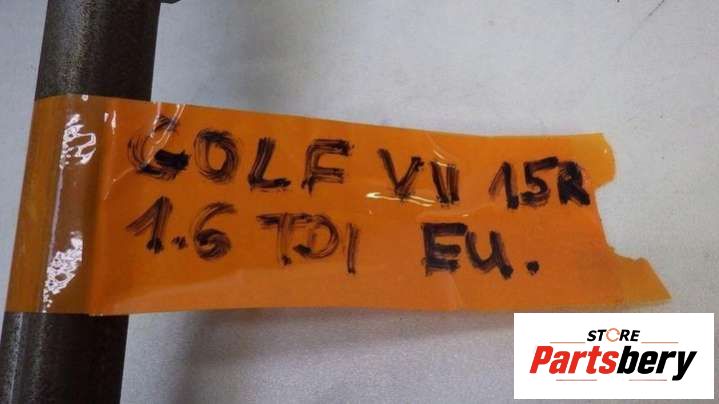 GOLF VII 15R
1.6 TDI EU.
STORE
Partsbery